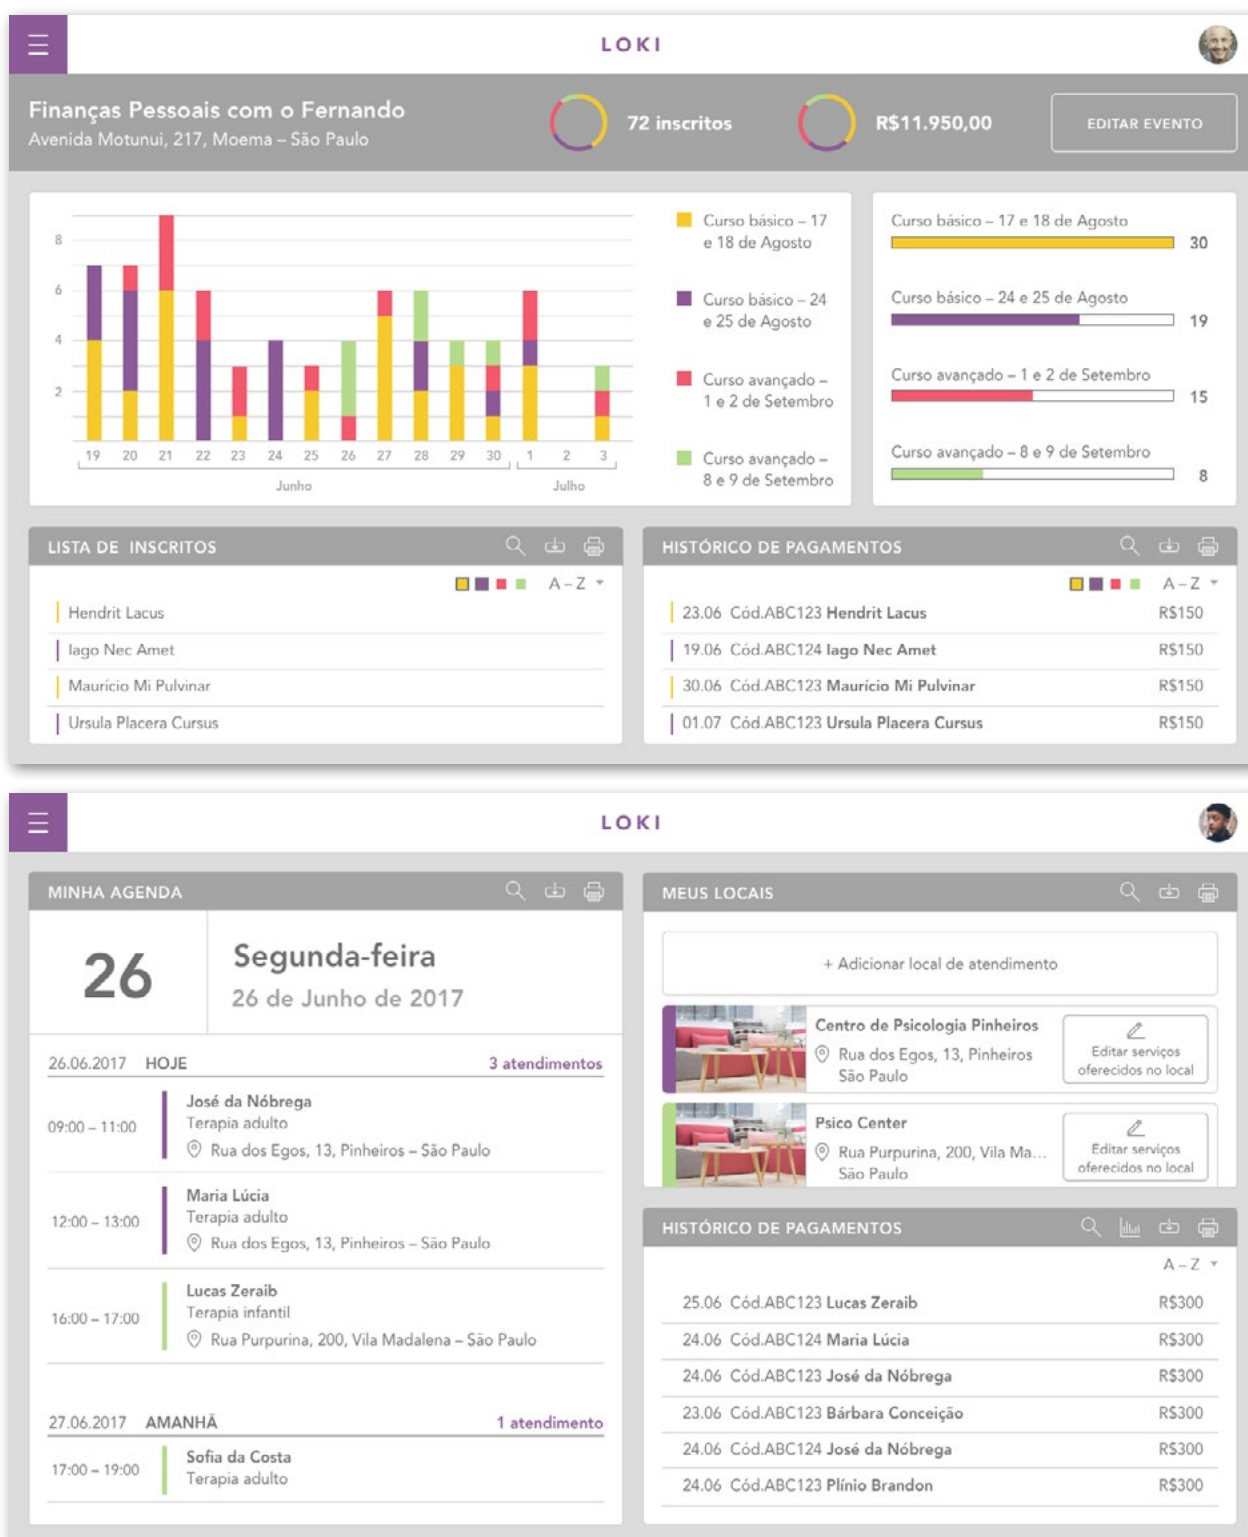 LOKI
Finanças Pessoais com o Fernando
Avenida Motunui, 217, Moema – São Paulo
72 inscritos
R$11.950,00
EDITAR EVENTO
8
6
4
2
19 20 21 22 23 24 25 26 27 28 29 30 1 2 3
Junho Julho
Curso básico – 17
e 18 de Agosto
Curso básico – 24
e 25 de Agosto
Curso avançado –
1 e 2 de Setembro
Curso avançado –
8 e 9 de Setembro
Curso básico – 17 e 18 de Agosto
30
Curso básico – 24 e 25 de Agosto
19
Curso avançado – 1 e 2 de Setembro
15
Curso avançado – 8 e 9 de Setembro
8
LISTA DE INSCRITOS
A – Z
Hendrit Lacus
Iago Nec Amet
Maurício Mi Pulvinar
Ursula Placera Cursus
HISTÓRICO DE PAGAMENTOS
A – Z
23.06 Cód.ABC123 Hendrit Lacus R$150
19.06 Cód.ABC124 Iago Nec Amet R$150
30.06 Cód.ABC123 Maurício Mi Pulvinar R$150
01.07 Cód.ABC123 Ursula Placera Cursus R$150
LOKI
MINHA AGENDA
26
Segunda-feira
26 de Junho de 2017
26.06.2017 HOJE 3 atendimentos
09:00 – 11:00
José da Nóbrega
Terapia adulto
Rua dos Egos, 13, Pinheiros – São Paulo
12:00 – 13:00
Maria Lúcia
Terapia adulto
Rua dos Egos, 13, Pinheiros – São Paulo
16:00 – 17:00
Lucas Zeraib
Terapia infantil
Rua Purpurina, 200, Vila Madalena – São Paulo
27.06.2017 AMANHÃ 1 atendimento
17:00 – 19:00
Sofia da Costa
Terapia adulto
MEUS LOCAIS
+ Adicionar local de atendimento
Centro de Psicologia Pinheiros
Rua dos Egos, 13, Pinheiros
São Paulo
Editar serviços
oferecidos no local
Psico Center
Rua Purpurina, 200, Vila Ma...
São Paulo
Editar serviços
oferecidos no local
HISTÓRICO DE PAGAMENTOS
A – Z
25.06 Cód.ABC123 Lucas Zeraib R$300
24.06 Cód.ABC124 Maria Lúcia R$300
24.06 Cód.ABC123 José da Nóbrega R$300
23.06 Cód.ABC123 Bárbara Conceição R$300
24.06 Cód.ABC124 José da Nóbrega R$300
24.06 Cód.ABC123 Plínio Brandon R$300